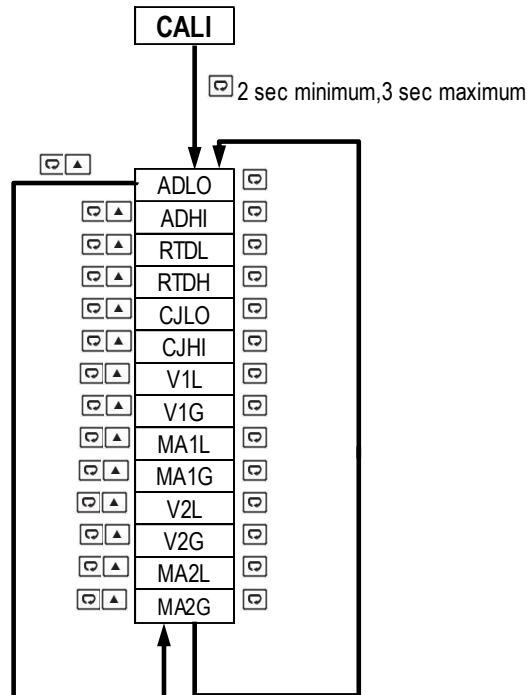 CALI
2 sec minimum,3 sec maximum
ADLO
ADHI
RTDL
RTDH
CJLO
CJHI
V1L
V1G
MA1L
MA1G
V2L
V2G
MA2L
MA2G